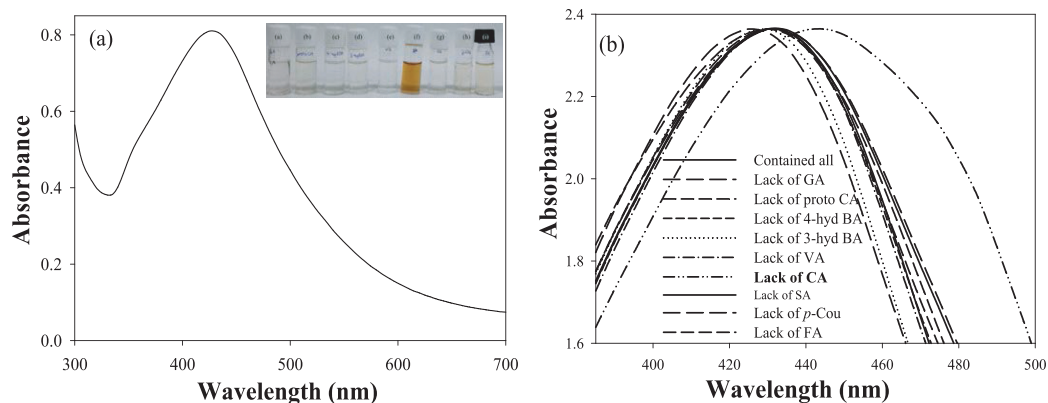 (a)
(a) (b) (c) (d) (e) (f) (g) (h) (i)
0.8
0.6
0.4
0.2
0.0
Absorbance
300 400 500 600 700
Wavelength (nm)
(b)
2.4
2.2
2.0
1.8
1.6
Absorbance
Contained all
Lack of GA
Lack of proto CA
Lack of 4-hyd BA
Lack of 3-hyd BA
Lack of VA
Lack of CA
Lack of SA
Lack of p-Cou
Lack of FA
400 420 440 460 480 500
Wavelength (nm)